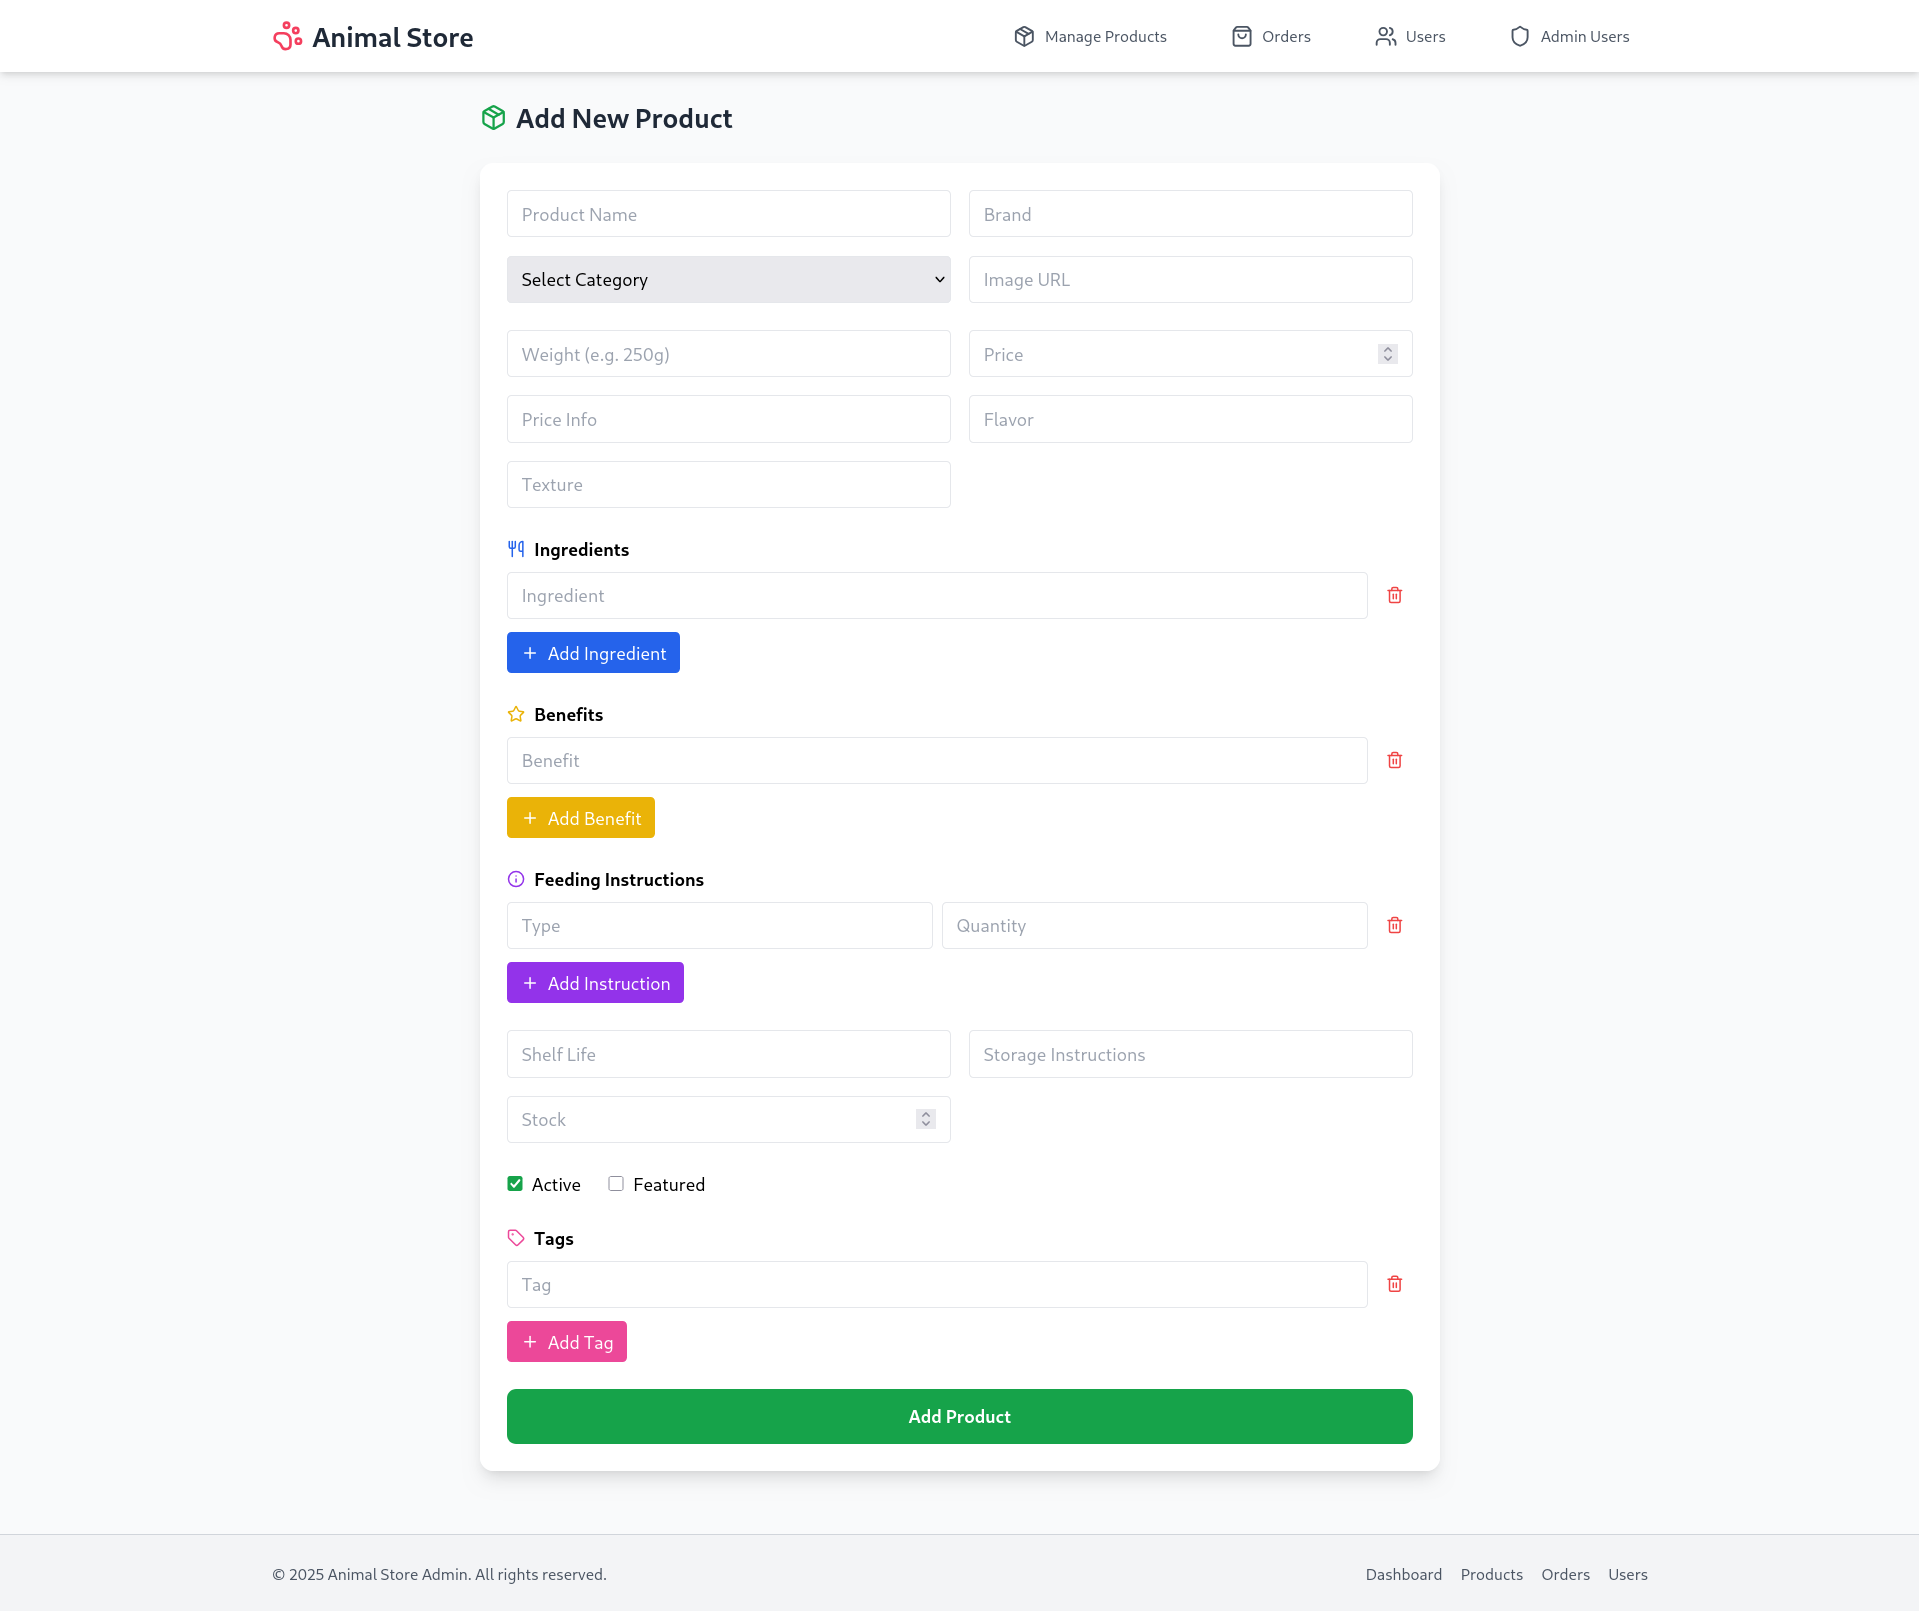 Animal Store
Manage Products
Orders
Users
Admin Users
Add New Product
Product Name
Brand
Select Category
Image URL
Weight (e.g. 250g)
Price
Price Info
Flavor
Texture
Ingredients
Ingredient
Add Ingredient
Benefits
Benefit
Add Benefit
Feeding Instructions
Type
Quantity
Add Instruction
Shelf Life
Storage Instructions
Stock
Active
Featured
Tags
Tag
Add Tag
Add Product
© 2025 Animal Store Admin. All rights reserved.
Dashboard
Products
Orders
Users